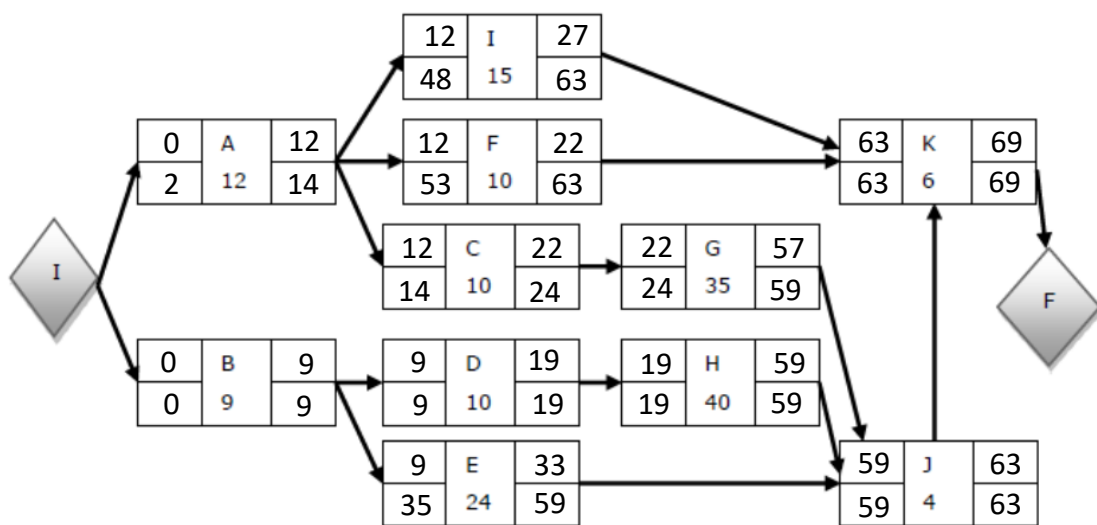 12 I 27
48 15 63
0 A 12
2 12 14
12 F 22
53 10 63
63 K 69
63 6 69
I
12 C 22
14 10 24
22 G 57
24 35 59
F
0 B 9
0 9 9
9 D 19
9 10 19
19 H 59
19 40 59
9 E 33
35 24 59
59 J 63
59 4 63